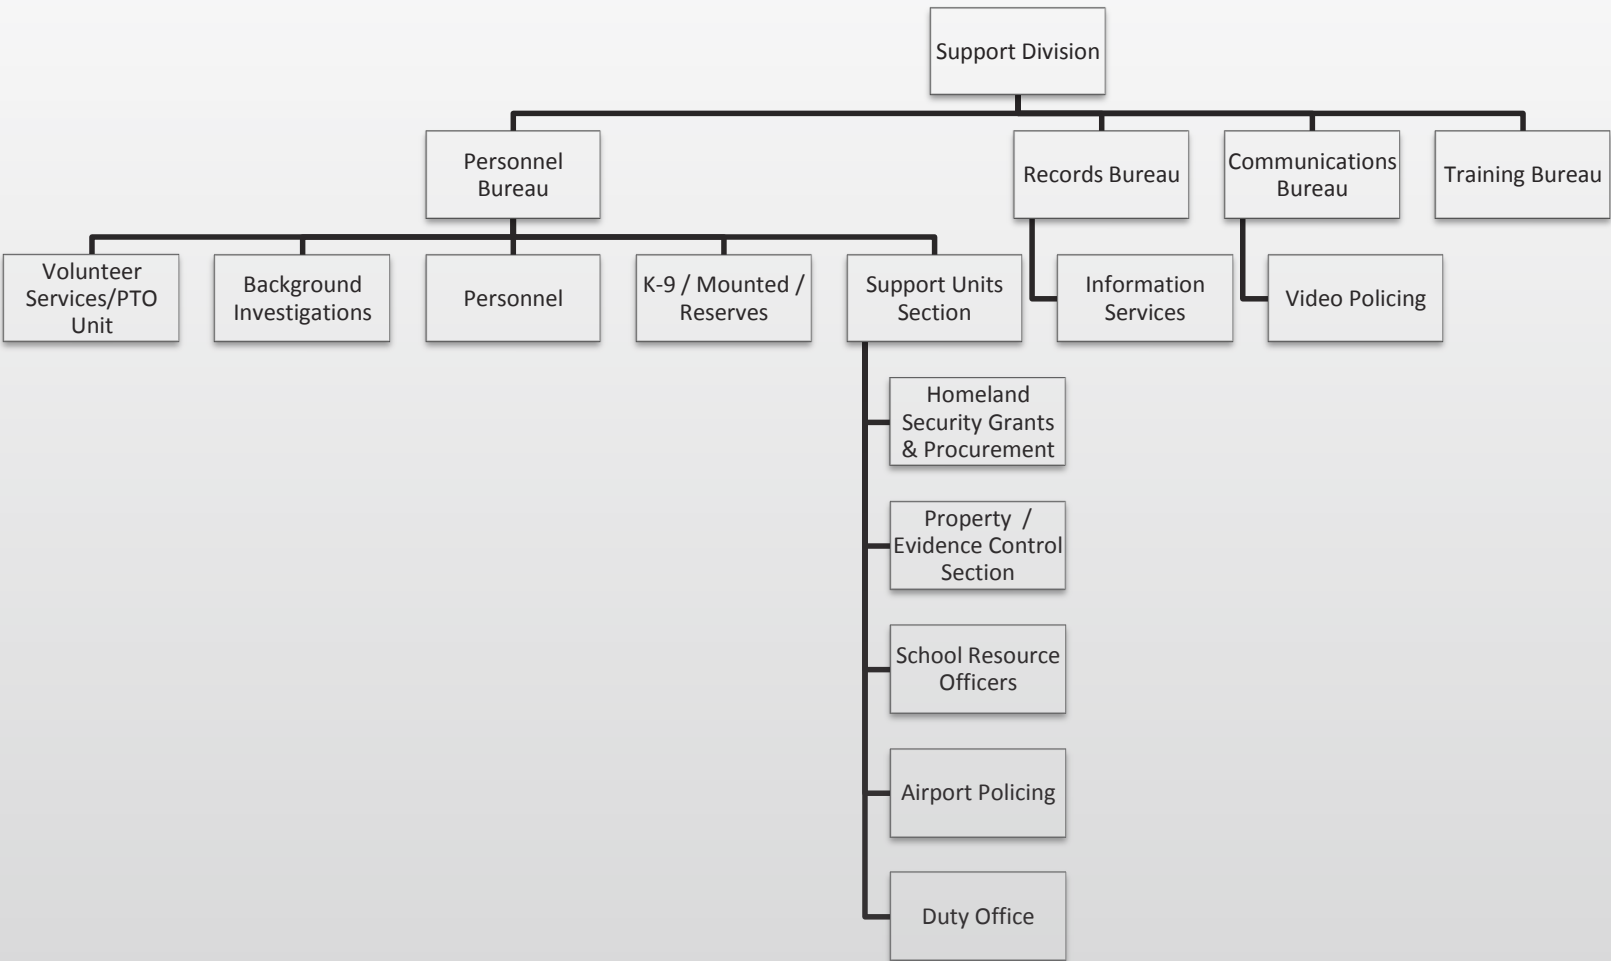 Support Division
Personnel
Bureau
Records Bureau
Communications
Bureau
Training Bureau
Volunteer
Services/PTO
Unit
Background
Investigations
Personnel
K-9 / Mounted /
Reserves
Support Units
Section
Information
Services
Video Policing
Homeland
Security Grants
& Procurement
Property  /
Evidence Control
Section
School Resource
Officers
Airport Policing
Duty Office